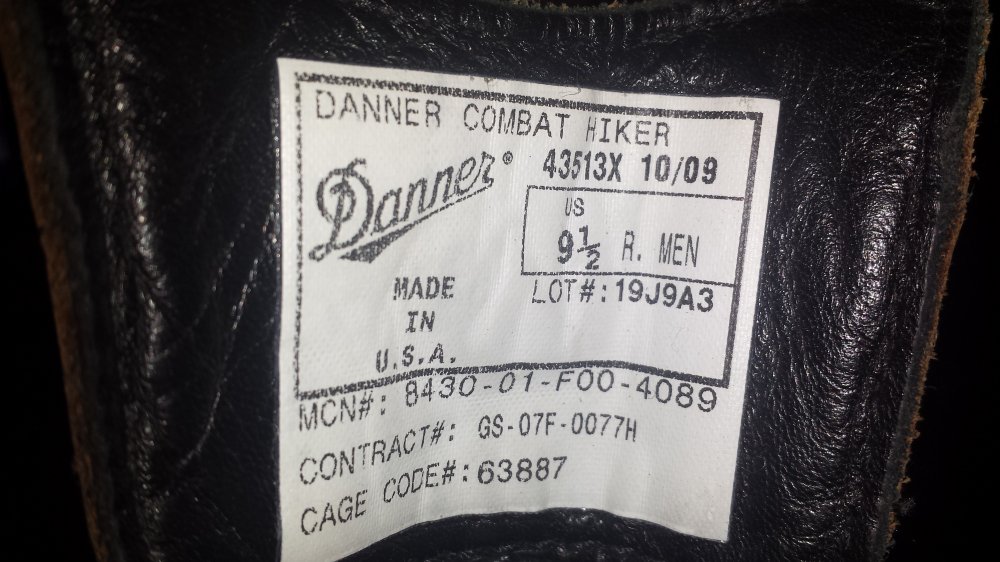 DANNER COMBAT HIKER
Danner®
43513X 10/09
US
9½ R. MEN
LOT#:19J9A3
MADE
IN
U.S.A.
MCN#: 8430-01-F00-4089
CONTRACT#: GS-07F-0077H
CAGE CODE#:63887